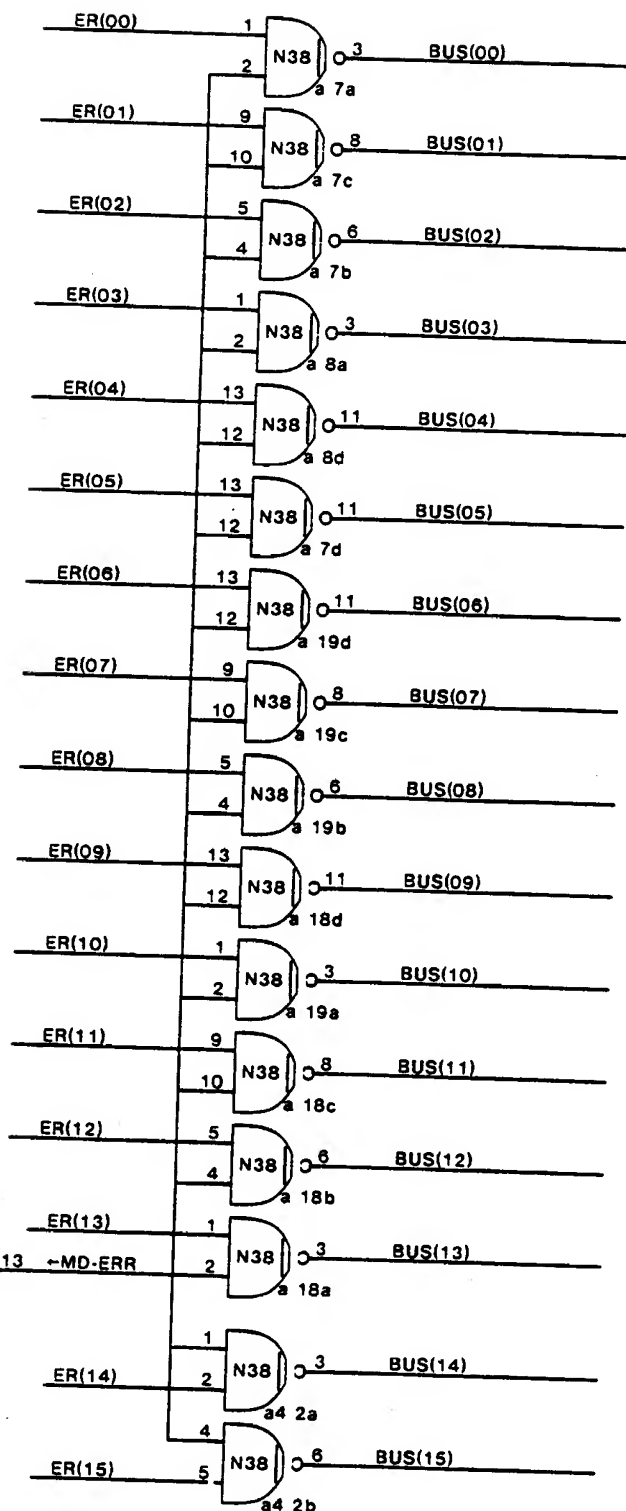 ER(00) 1 N38 3 BUS(00)
2
a 7a
ER(01) 9 N38 8 BUS(01)
10
a 7c
ER(02) 5 N38 6 BUS(02)
4
a 7b
ER(03) 1 N38 3 BUS(03)
2
a 8a
ER(04) 13 N38 11 BUS(04)
12
a 8d
ER(05) 13 N38 11 BUS(05)
12
a 7d
ER(06) 13 N38 11 BUS(06)
12
a 19d
ER(07) 9 N38 8 BUS(07)
10
a 19c
ER(08) 5 N38 6 BUS(08)
4
a 19b
ER(09) 13 N38 11 BUS(09)
12
a 18d
ER(10) 1 N38 3 BUS(10)
2
a 19a
ER(11) 9 N38 8 BUS(11)
10
a 18c
ER(12) 5 N38 6 BUS(12)
4
a 18b
ER(13) 1 N38 3 BUS(13)
13 ←MD-ERR 2
a 18a
1 N38 3 BUS(14)
ER(14) 2
a4 2a
4 N38 6 BUS(15)
ER(15) 5
a4 2b